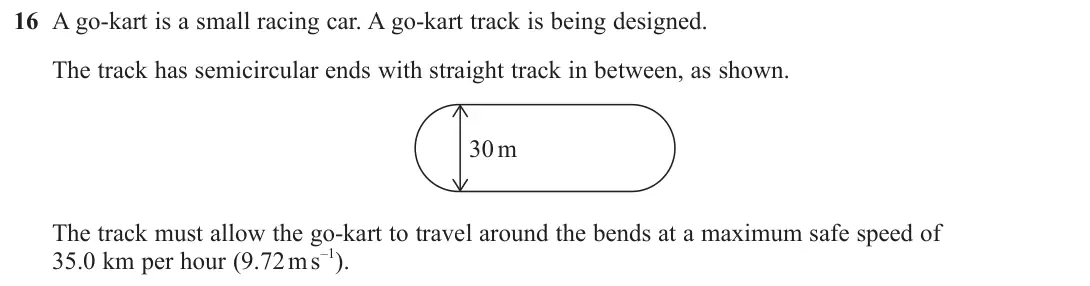 16 A go-kart is a small racing car. A go-kart track is being designed.
The track has semicircular ends with straight track in between, as shown.
30 m
The track must allow the go-kart to travel around the bends at a maximum safe speed of
35.0 km per hour (9.72 m s⁻¹).